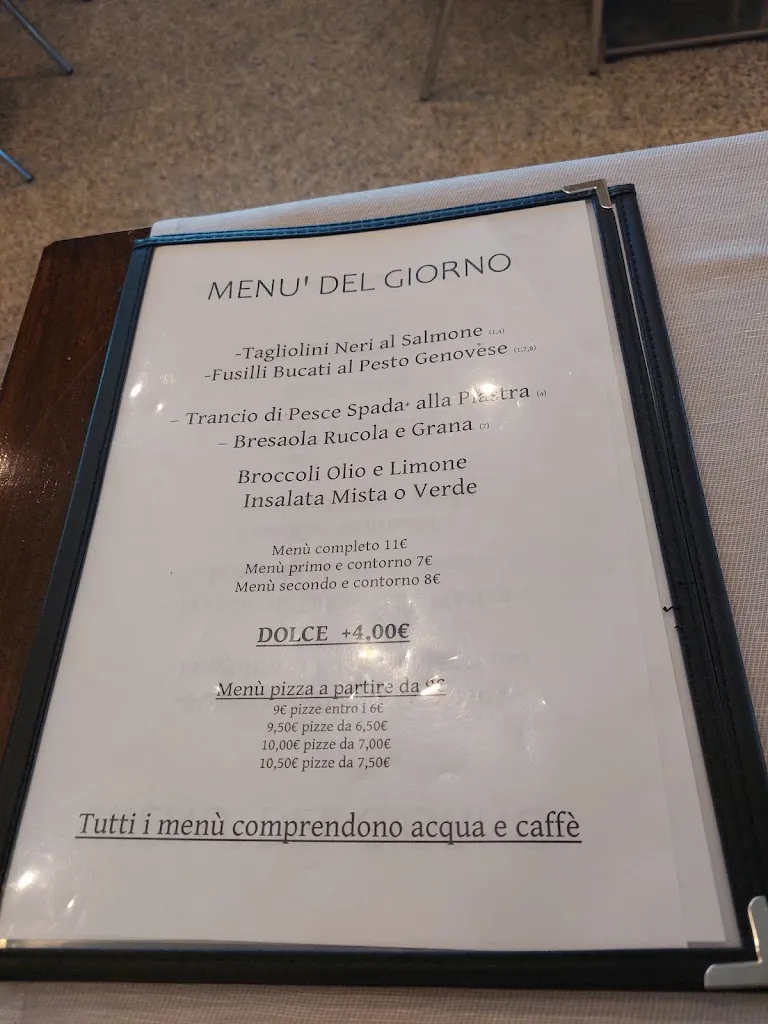 MENU' DEL GIORNO
-Tagliolini Neri al Salmone (1,4)
-Fusilli Bucati al Pesto Genovese (1,7,8)
– Trancio di Pesce Spada* alla Piastra (4)
– Bresaola Rucola e Grana (7)
Broccoli Olio e Limone
Insalata Mista o Verde
Menù completo 11€
Menù primo e contorno 7€
Menù secondo e contorno 8€
DOLCE +4,00€
Menù pizza a partire da 9€
9€ pizze entro i 6€
9,50€ pizze da 6,50€
10,00€ pizze da 7,00€
10,50€ pizze da 7,50€
Tutti i menù comprendono acqua e caffè